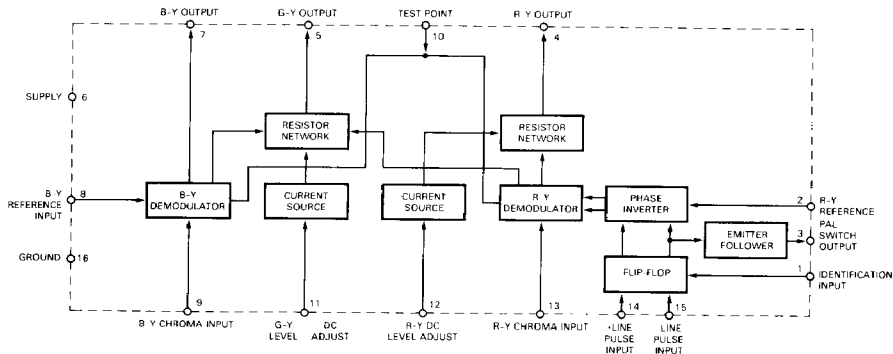 B-Y OUTPUT
G-Y OUTPUT
TEST POINT
R-Y OUTPUT
7
5
10
4
SUPPLY
6
RESISTOR
NETWORK
RESISTOR
NETWORK
B-Y
REFERENCE
INPUT
8
B-Y
DEMODULATOR
CURRENT
SOURCE
CURRENT
SOURCE
R-Y
DEMODULATOR
PHASE
INVERTER
2
R-Y
REFERENCE
EMITTER
FOLLOWER
3
PAL
SWITCH
OUTPUT
GROUND
16
FLIP-FLOP
1
IDENTIFICATION
INPUT
9
11
12
13
14
15
B-Y CHROMA INPUT
G-Y DC
LEVEL ADJUST
R-Y DC
LEVEL ADJUST
R-Y CHROMA INPUT
+LINE
PULSE
INPUT
LINE
PULSE
INPUT